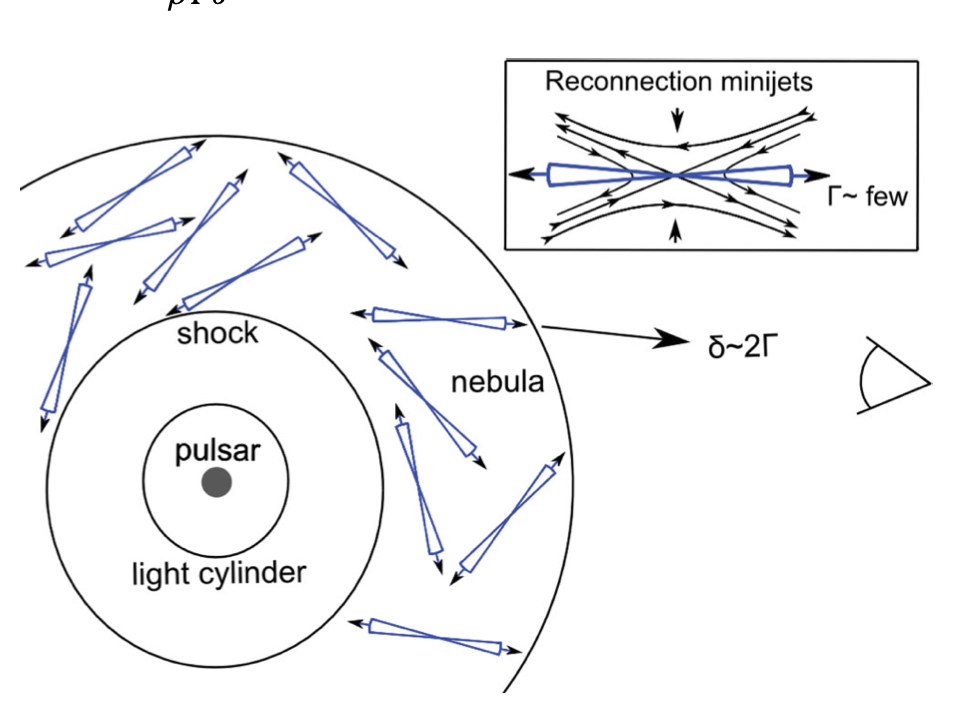 Reconnection minijets
Γ~ few
shock
δ~2Γ
nebula
pulsar
light cylinder